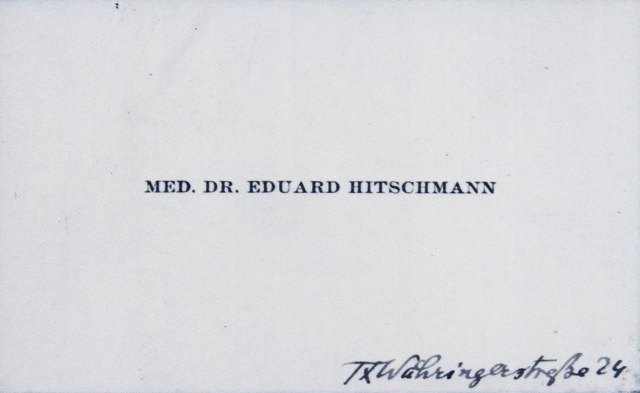 MED. DR. EDUARD HITSCHMANN
IX Währingerstraße 24